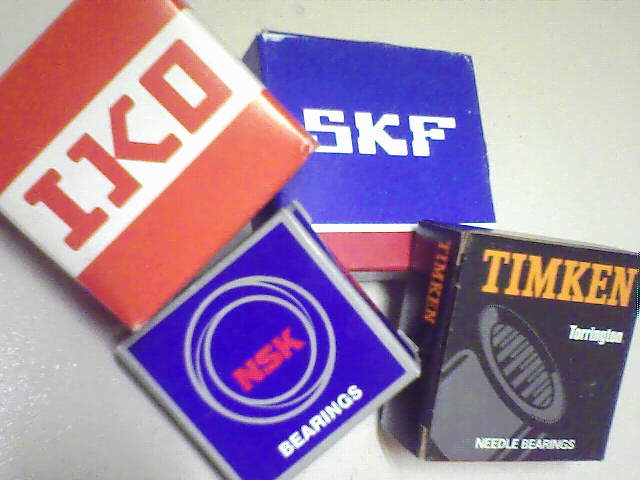 IKO
SKF
NSK
BEARINGS
TIMKEN
TIMKEN
Torrington
NEEDLE BEARINGS